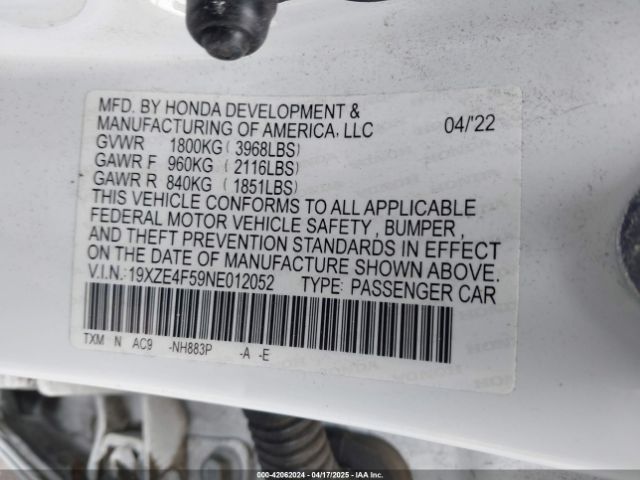 MFD. BY HONDA DEVELOPMENT &
MANUFACTURING OF AMERICA, LLC 04/'22
GVWR 1800KG ( 3968LBS)
GAWR F 960KG ( 2116LBS)
GAWR R 840KG ( 1851LBS)
THIS VEHICLE CONFORMS TO ALL APPLICABLE
FEDERAL MOTOR VEHICLE SAFETY , BUMPER ,
AND THEFT PREVENTION STANDARDS IN EFFECT
ON THE DATE OF MANUFACTURE SHOWN ABOVE.
V.I.N.: 19XZE4F59NE012052 TYPE: PASSENGER CAR
TXM N AC9 -NH883P -A -E
000-42062024 - 04/17/2025 - IAA Inc.